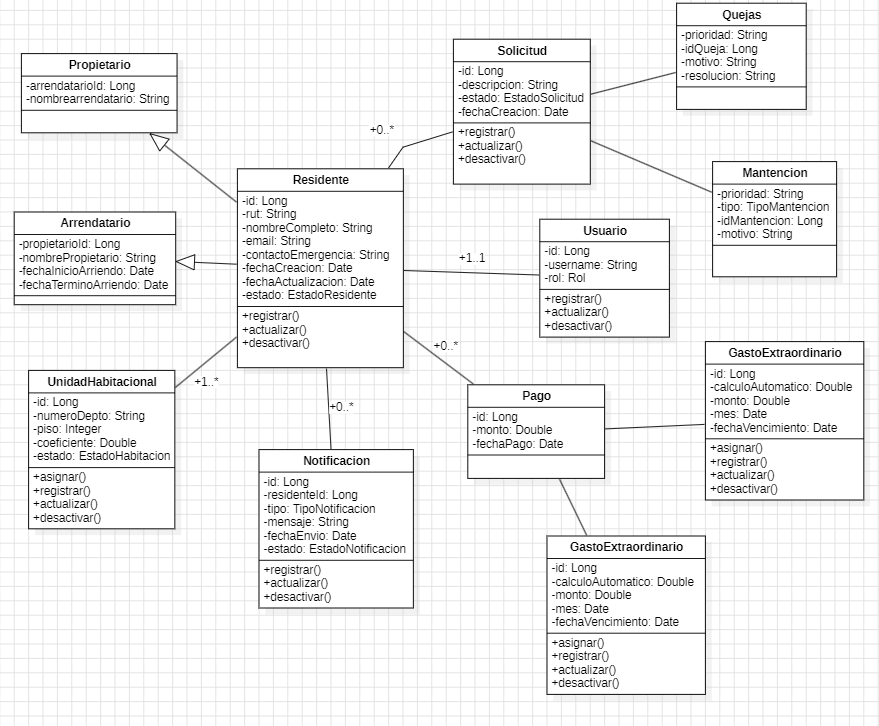 Quejas
-prioridad: String
-idQueja: Long
-motivo: String
-resolucion: String
Solicitud
-id: Long
-descripcion: String
-estado: EstadoSolicitud
-fechaCreacion: Date
+registrar()
+actualizar()
+desactivar()
Propietario
-arrendatarioId: Long
-nombrearrendatario: String
+0..*
Residente
-id: Long
-rut: String
-nombreCompleto: String
-email: String
-contactoEmergencia: String
-fechaCreacion: Date
-fechaActualizacion: Date
-estado: EstadoResidente
+registrar()
+actualizar()
+desactivar()
Mantencion
-prioridad: String
-tipo: TipoMantencion
-idMantencion: Long
-motivo: String
Arrendatario
-propietarioId: Long
-nombrePropietario: String
-fechaInicioArriendo: Date
-fechaTerminoArriendo: Date
Usuario
-id: Long
-username: String
-rol: Rol
+registrar()
+actualizar()
+desactivar()
+1..1
+0..*
+1..*
+0..*
GastoExtraordinario
-id: Long
-calculoAutomatico: Double
-monto: Double
-mes: Date
-fechaVencimiento: Date
+asignar()
+registrar()
+actualizar()
+desactivar()
UnidadHabitacional
-id: Long
-numeroDepto: String
-piso: Integer
-coeficiente: Double
-estado: EstadoHabitacion
+asignar()
+registrar()
+actualizar()
+desactivar()
Pago
-id: Long
-monto: Double
-fechaPago: Date
Notificacion
-id: Long
-residenteId: Long
-tipo: TipoNotificacion
-mensaje: String
-fechaEnvio: Date
-estado: EstadoNotificacion
+registrar()
+actualizar()
+desactivar()
GastoExtraordinario
-id: Long
-calculoAutomatico: Double
-monto: Double
-mes: Date
-fechaVencimiento: Date
+asignar()
+registrar()
+actualizar()
+desactivar()